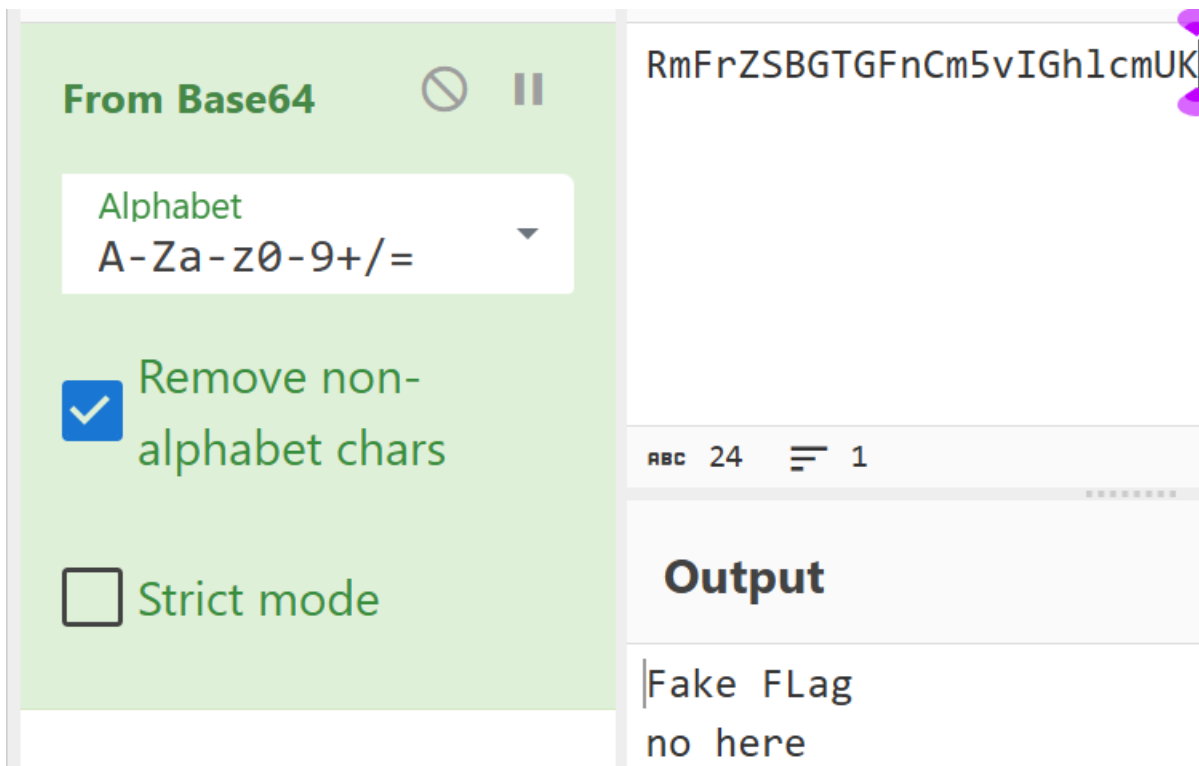 From Base64
Alphabet
A-Za-z0-9+/=
Remove non-
alphabet chars
Strict mode
RmFrZSBGTGFnCm5vIGhlcmUK
ABC 24 1
Output
Fake FLag
no here